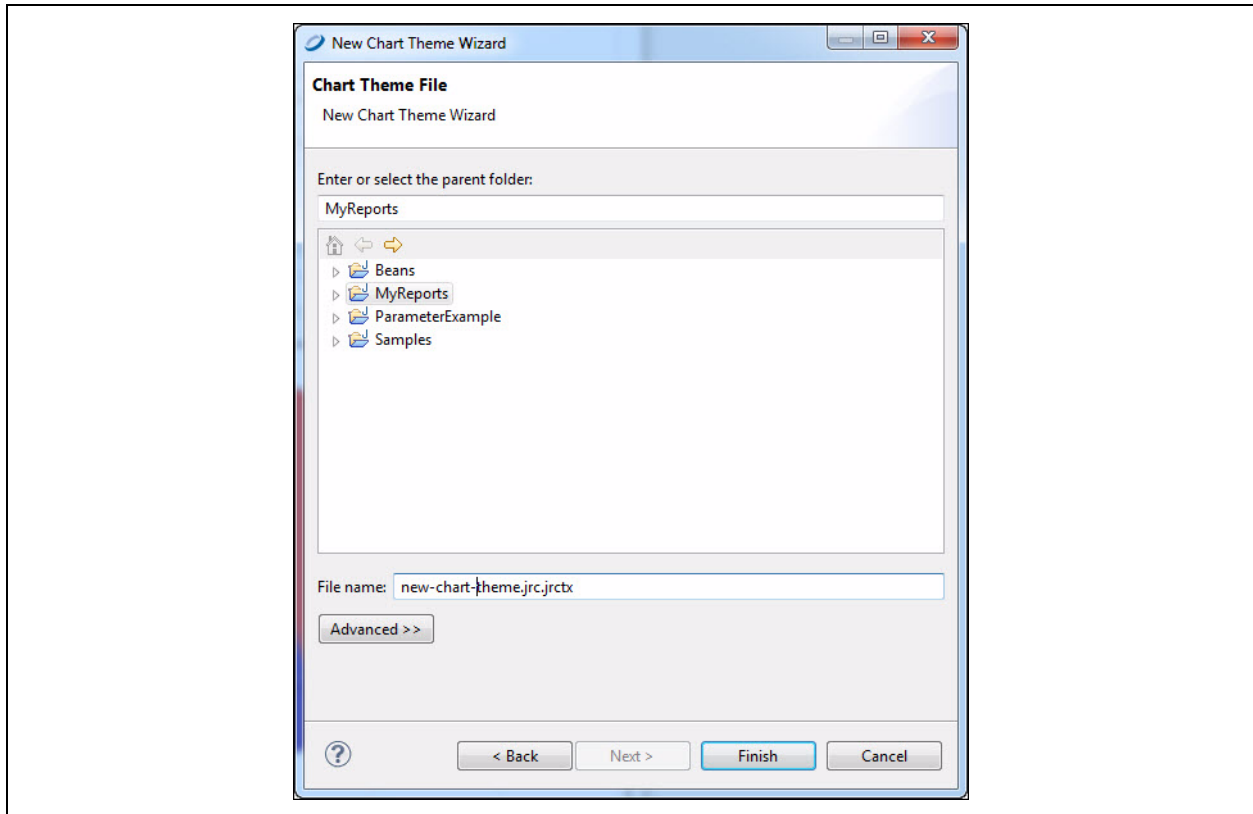 New Chart Theme Wizard
Chart Theme File
New Chart Theme Wizard
Enter or select the parent folder:
MyReports
Beans
MyReports
ParameterExample
Samples
File name: new-chart-theme.jrc.jrctx
Advanced >>
? < Back Next > Finish Cancel